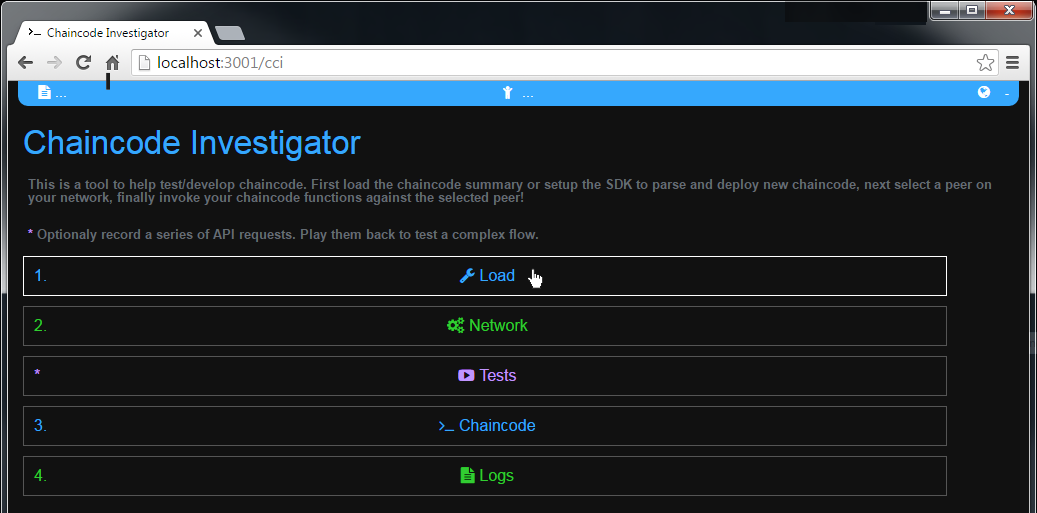 Chaincode Investigator
localhost:3001/cci
... ... -
Chaincode Investigator
This is a tool to help test/develop chaincode. First load the chaincode summary or setup the SDK to parse and deploy new chaincode, next select a peer on
your network, finally invoke your chaincode functions against the selected peer!
* Optionaly record a series of API requests. Play them back to test a complex flow.
1. Load
2. Network
* Tests
3. Chaincode
4. Logs